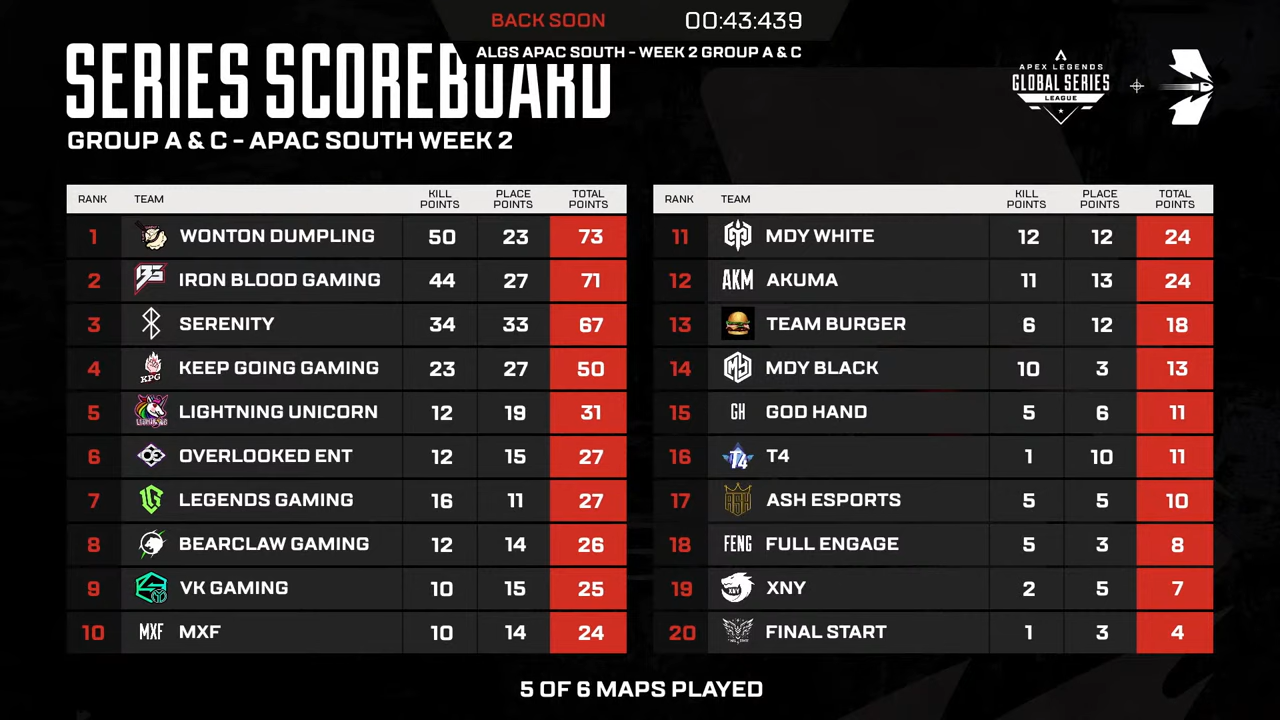 BACK SOON 00:43:439
ALGS APAC SOUTH - WEEK 2 GROUP A & C
SERIES SCOREBOARD
GROUP A & C - APAC SOUTH WEEK 2
APEX LEGENDS
GLOBAL SERIES
LEAGUE
RANK TEAM KILL POINTS PLACE POINTS TOTAL POINTS
1 WONTON DUMPLING 50 23 73
2 IRON BLOOD GAMING 44 27 71
3 SERENITY 34 33 67
4 KPG KEEP GOING GAMING 23 27 50
5 LIGHTNING UNICORN 12 19 31
6 OVERLOOKED ENT 12 15 27
7 LEGENDS GAMING 16 11 27
8 BEARCLAW GAMING 12 14 26
9 VK GAMING 10 15 25
10 MXF MXF 10 14 24
RANK TEAM KILL POINTS PLACE POINTS TOTAL POINTS
11 MDY WHITE 12 12 24
12 AKM AKUMA 11 13 24
13 TEAM BURGER 6 12 18
14 MDY BLACK 10 3 13
15 GH GOD HAND 5 6 11
16 T4 T4 1 10 11
17 ASH ASH ESPORTS 5 5 10
18 FENG FULL ENGAGE 5 3 8
19 XNY XNY 2 5 7
20 FINAL START 1 3 4
5 OF 6 MAPS PLAYED